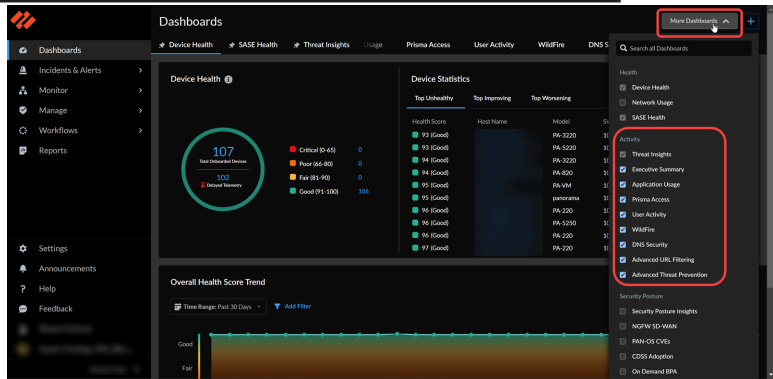 Dashboards
More Dashboards
Device Health
SASE Health
Threat Insights
Usage
Prisma Access
User Activity
WildFire
DNS S
Dashboards
Incidents & Alerts
Monitor
Manage
Workflows
Reports
Settings
Announcements
Help
Feedback
Device Health
107
Total Onboarded Devices
102
Delayed Telemetry
Critical (0-65) 0
Poor (66-80) 0
Fair (81-90) 0
Good (91-100) 106
Device Statistics
Top Unhealthy Top Improving Top Worsening
Health Score Host Name Model
93 (Good) PA-3220
93 (Good) PA-5220
94 (Good) PA-3220
94 (Good) PA-820
95 (Good) PA-VM
95 (Good) panorama
96 (Good) PA-220
96 (Good) PA-5250
96 (Good) PA-220
97 (Good) PA-220
Overall Health Score Trend
Time Range: Past 30 Days
Add Filter
Good
Fair
Search all Dashboards
Health
Device Health
Network Usage
SASE Health
Activity
Threat Insights
Executive Summary
Application Usage
Prisma Access
User Activity
WildFire
DNS Security
Advanced URL Filtering
Advanced Threat Prevention
Security Posture
Security Posture Insights
NGFW SD-WAN
PAN-OS CVEs
CDSS Adoption
On Demand BPA